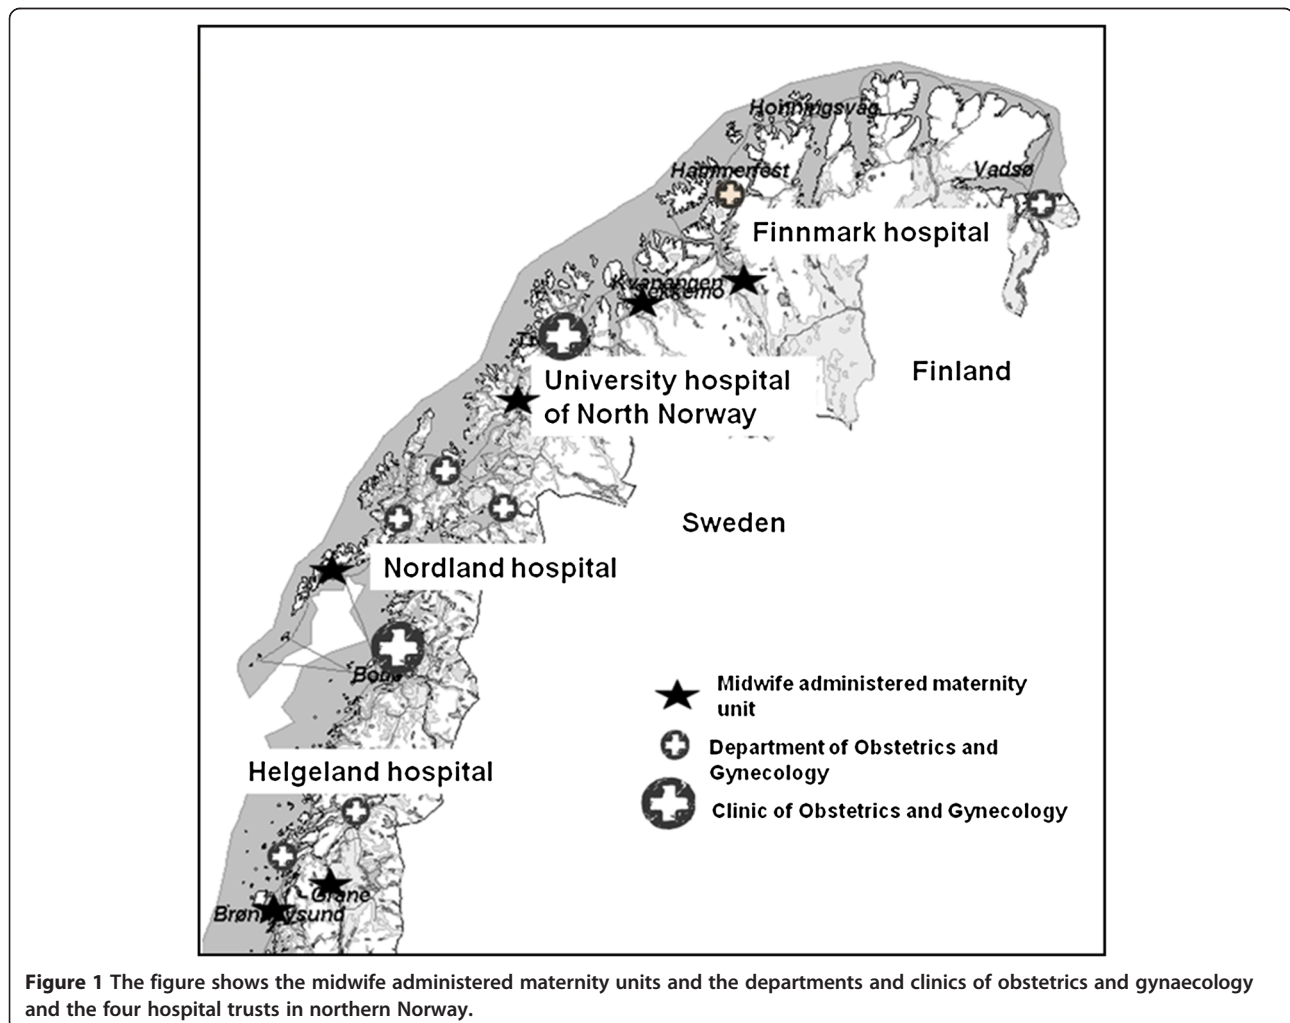 Honningsvåg
Hammerfest
Vadsø
Finnmark hospital
Kvænangen
University hospital
of North Norway
Finland
Sweden
Nordland hospital
Midwife administered maternity
unit
Department of Obstetrics and
Gynecology
Clinic of Obstetrics and Gynecology
Helgeland hospital
Grane
Figure 1 The figure shows the midwife administered maternity units and the departments and clinics of obstetrics and gynaecology
and the four hospital trusts in northern Norway.